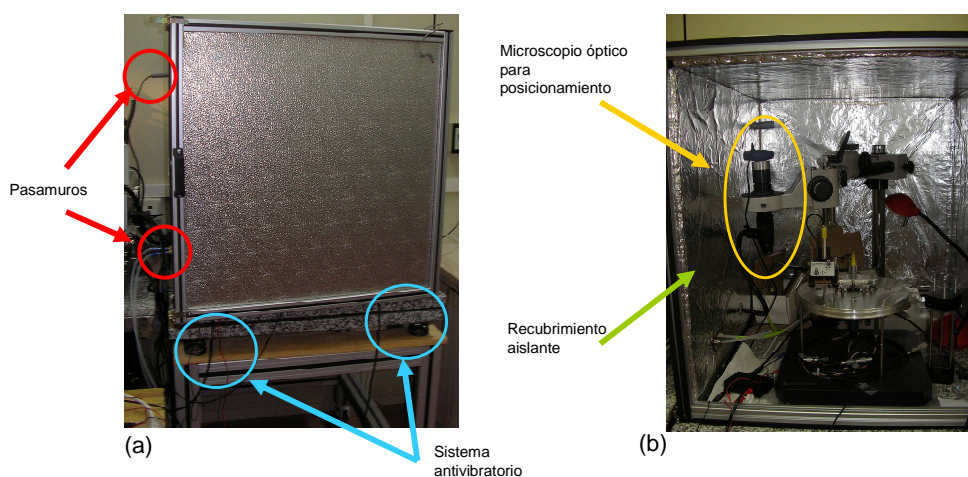 Pasamuros
(a)
Sistema
antivibratorio
Microscopio óptico
para
posicionamiento
Recubrimiento
aislante
(b)